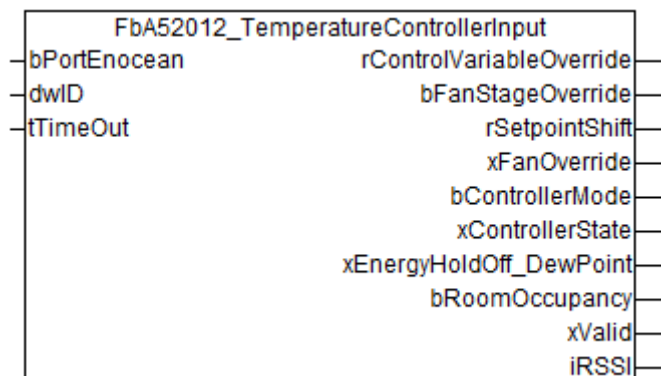 FbA52012_TemperatureControllerInput
bPortEnocean rControlVariableOverride
dwID bFanStageOverride
tTimeOut rSetpointShift
xFanOverride
bControllerMode
xControllerState
xEnergyHoldOff_DewPoint
bRoomOccupancy
xValid
iRSSI